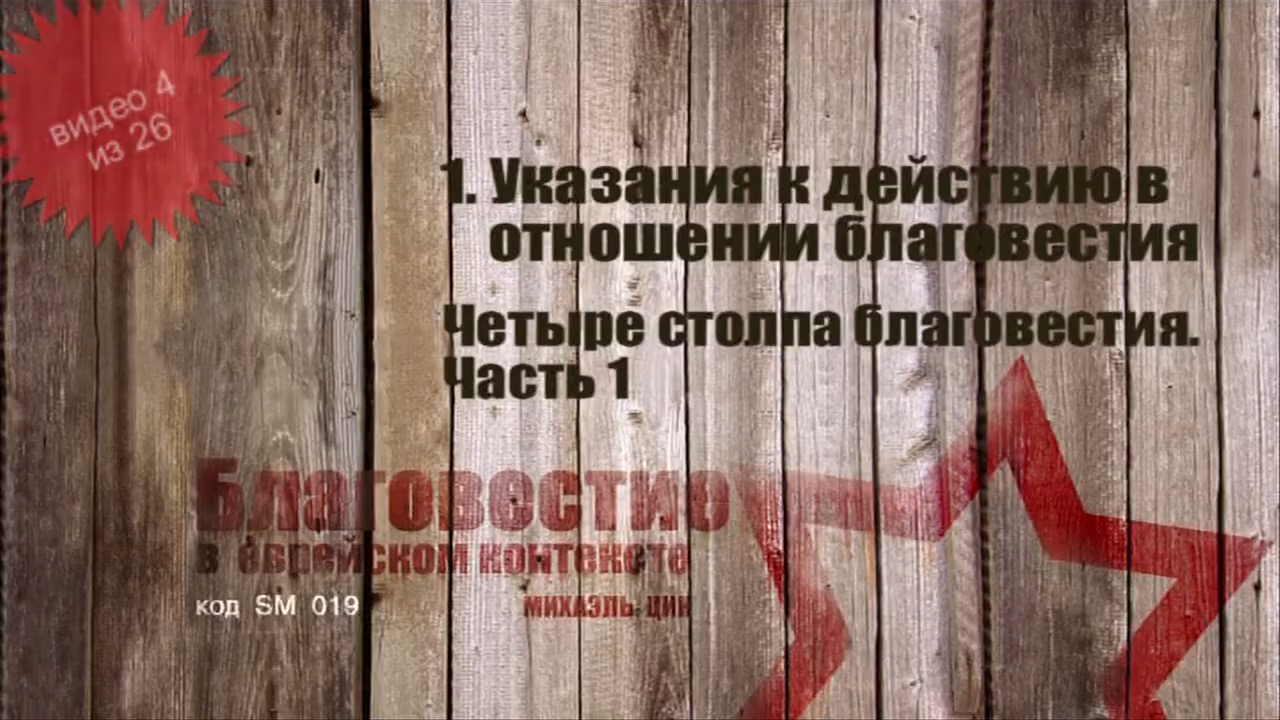 видео 4
из 26
1. Указания к действию в
отношении благовестия
Четыре столпа благовестия.
Часть 1
Благовестие
в еврейском контексте
код SM 019
МИХАЭЛЬ ЦИН